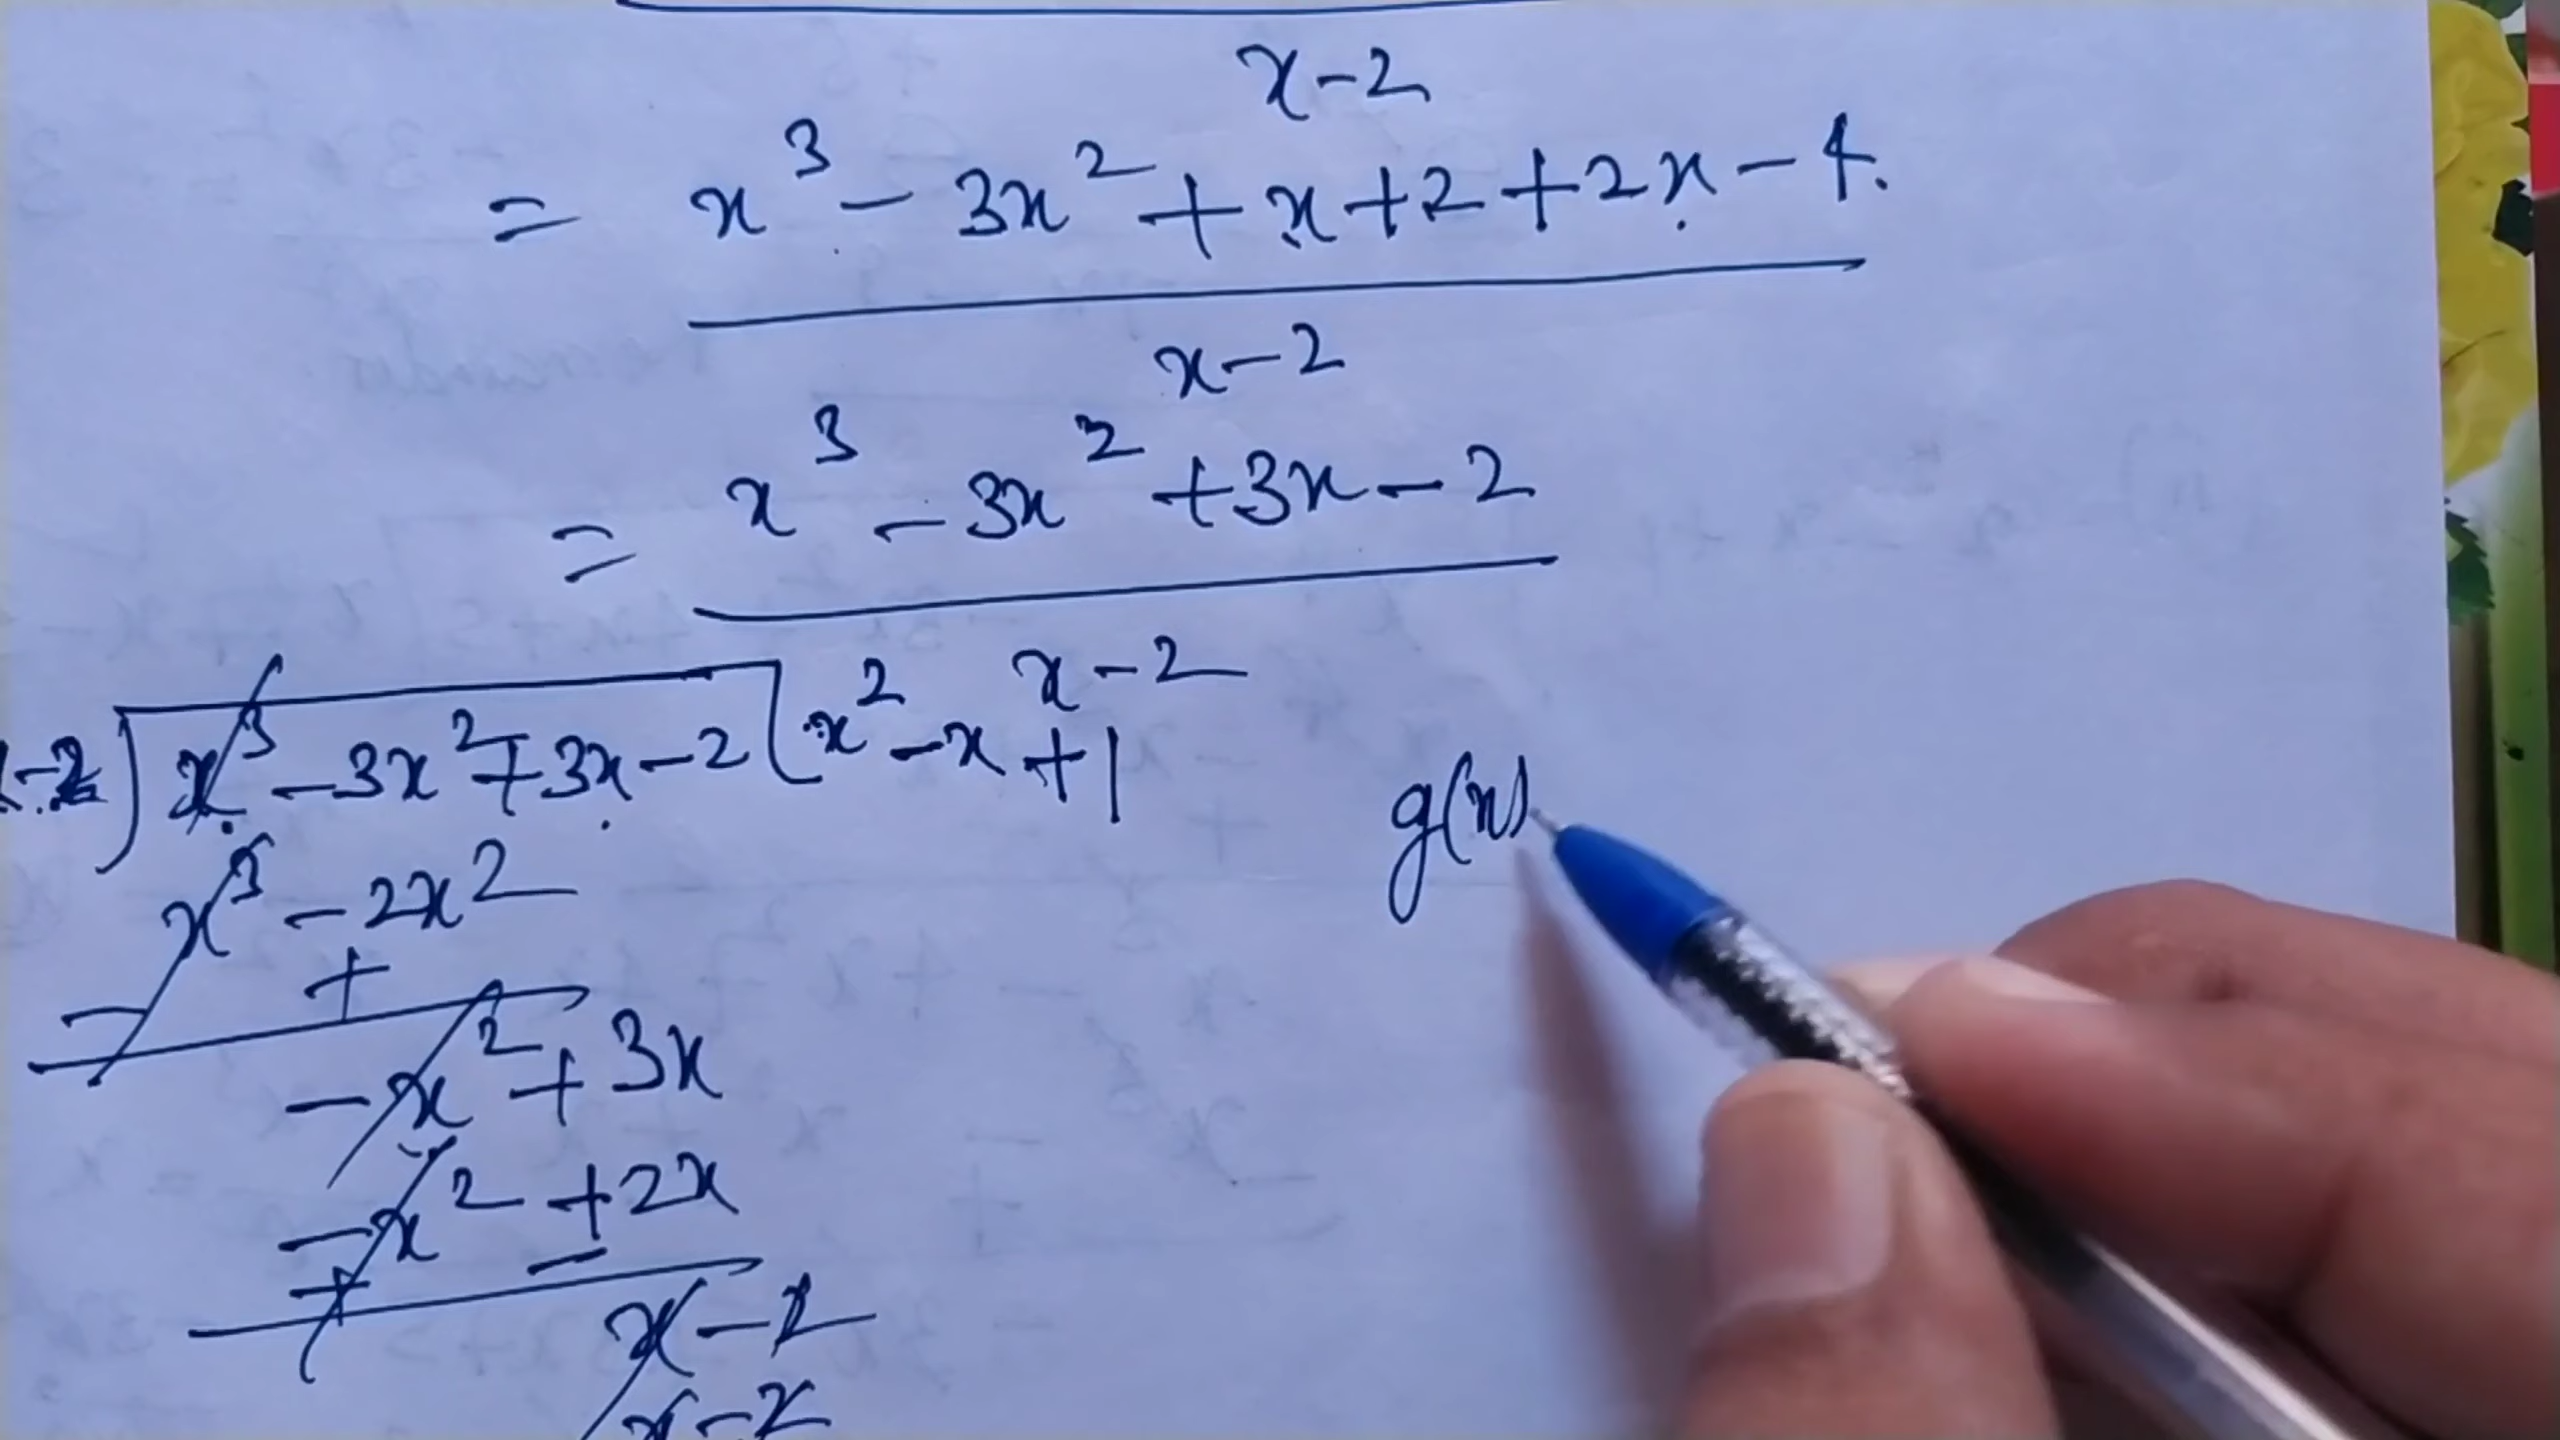 x-2
= x³ - 3x² + x + 2 + 2x - 4.
x-2
= x³ - 3x² + 3x - 2
x-2
x-2 ) x³ - 3x² + 3x - 2 ( x² - x + 1
g(x)
x³ - 2x²
- +
-x² + 3x
-x² + 2x
+ -
x - 2
x - 2